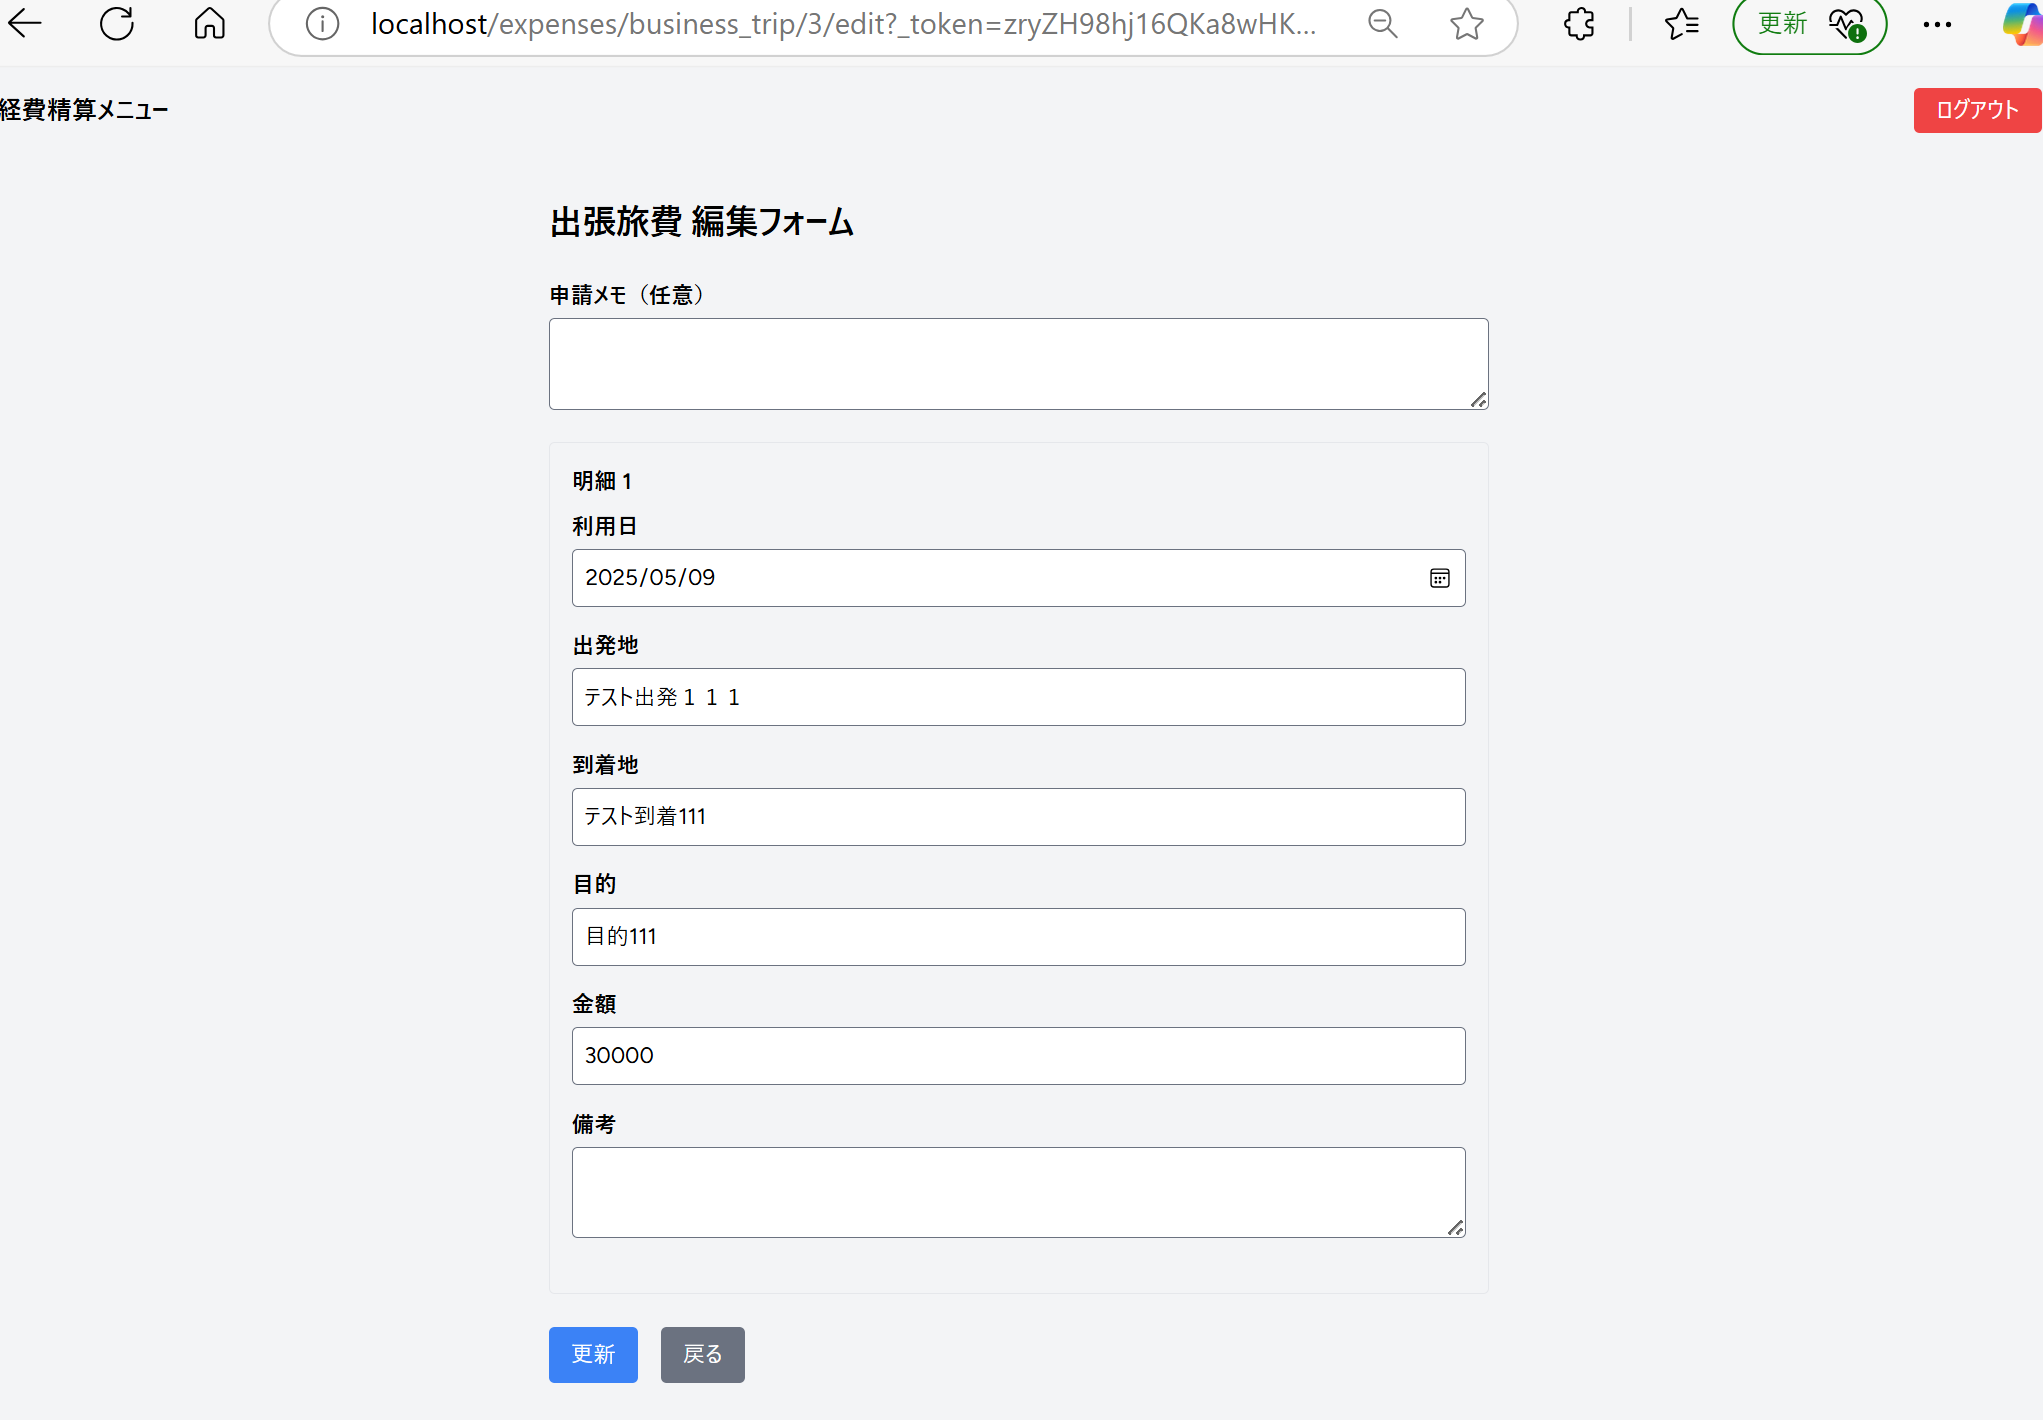 localhost/expenses/business_trip/3/edit?_token=zryZH98hj16QKa8wHK...
更新
経費精算メニュー
ログアウト
出張旅費 編集フォーム
申請メモ（任意）
明細 1
利用日
2025/05/09
出発地
テスト出発１１１
到着地
テスト到着111
目的
目的111
金額
30000
備考
更新
戻る